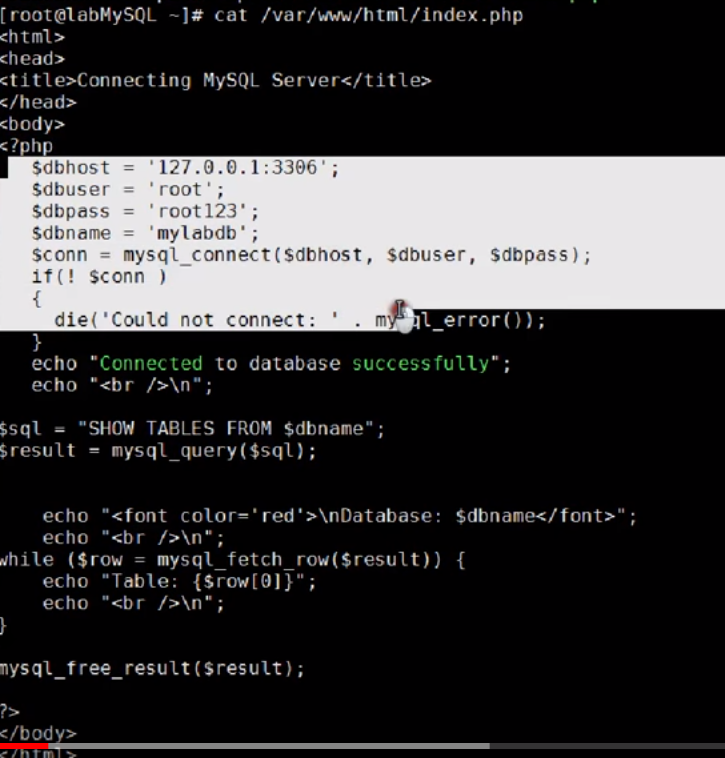 [root@labMySQL ~]# cat /var/www/html/index.php
<html>
<head>
<title>Connecting MySQL Server</title>
</head>
<body>
<?php
$dbhost = '127.0.0.1:3306';
$dbuser = 'root';
$dbpass = 'root123';
$dbname = 'mylabdb';
$conn = mysql_connect($dbhost, $dbuser, $dbpass);
if(! $conn )
{
die('Could not connect: ' . mysql_error());
}
echo "Connected to database successfully";
echo "<br />\n";
$sql = "SHOW TABLES FROM $dbname";
$result = mysql_query($sql);
echo "<font color='red'>\nDatabase: $dbname</font>";
echo "<br />\n";
while ($row = mysql_fetch_row($result)) {
echo "Table: {$row[0]}";
echo "<br />\n";
}
mysql_free_result($result);
?>
</body>
</html>